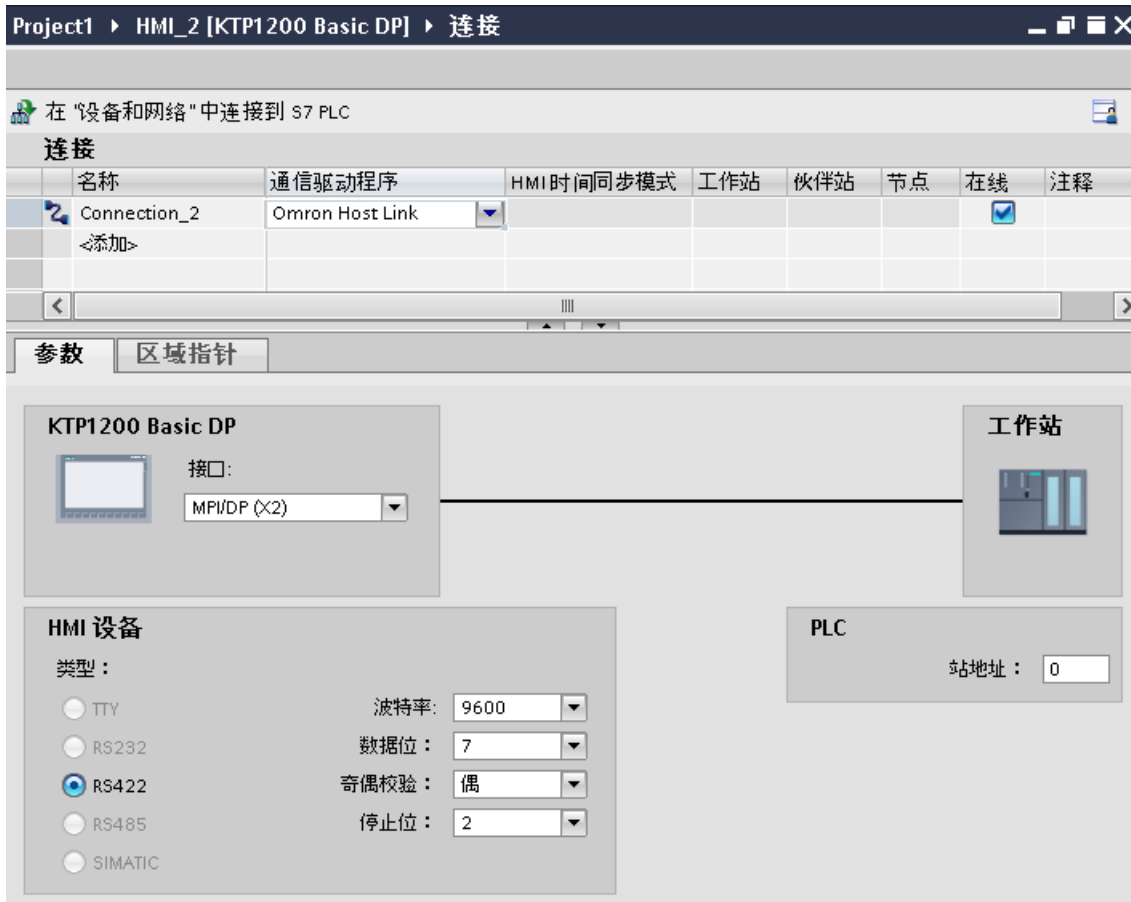 Project1 ▸ HMI_2 [KTP1200 Basic DP] ▸ 连接
在 "设备和网络" 中连接到 S7 PLC
连接
名称 通信驱动程序 HMI时间同步模式 工作站 伙伴站 节点 在线 注释
Connection_2 Omron Host Link
<添加>
参数 区域指针
KTP1200 Basic DP 工作站
接口:
MPI/DP (X2)
HMI 设备 PLC
类型： 站地址： 0
TTY 波特率: 9600
RS232 数据位： 7
RS422 奇偶校验： 偶
RS485 停止位： 2
SIMATIC